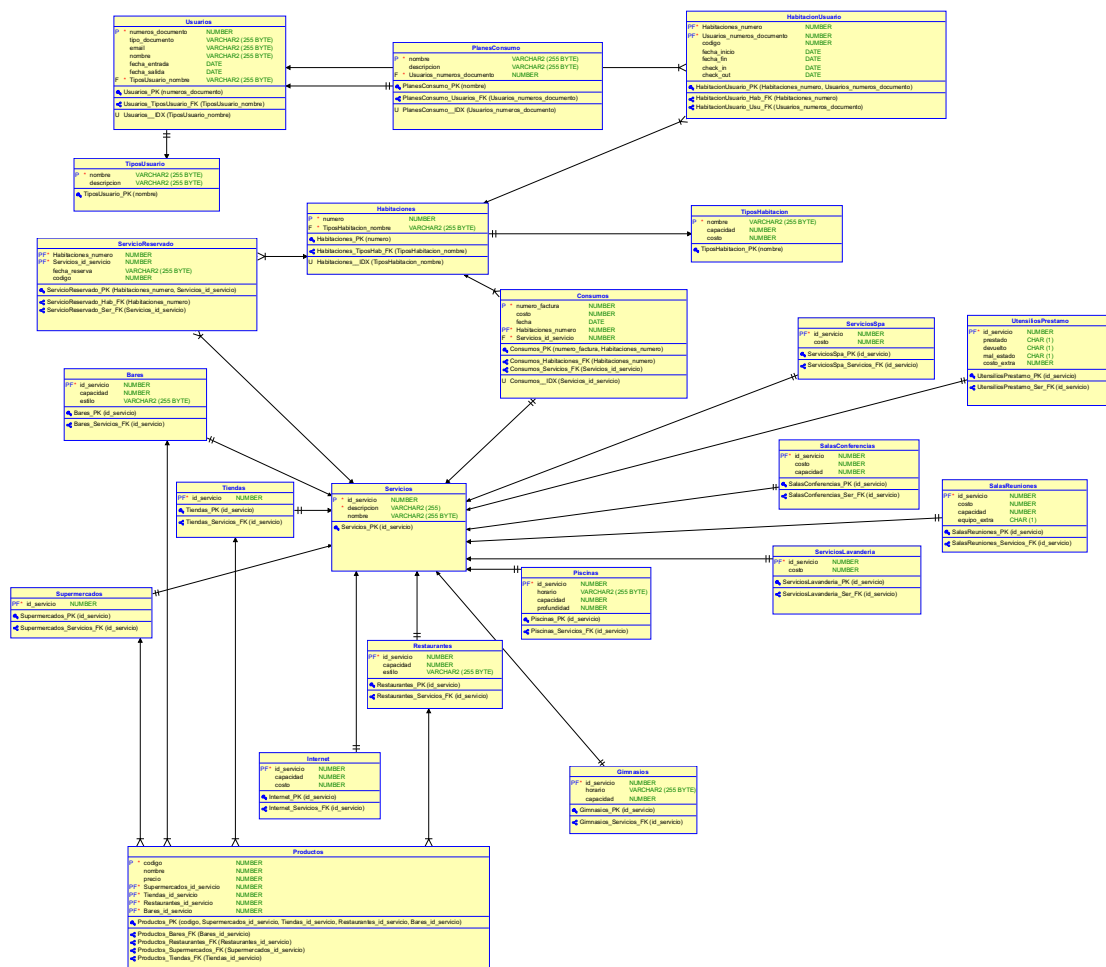 Usuarios
P * numeros_documento NUMBER
tipo_documento VARCHAR2 (255 BYTE)
email VARCHAR2 (255 BYTE)
nombre VARCHAR2 (255 BYTE)
fecha_entrada DATE
fecha_salida DATE
F * TipoUsuario_nombre VARCHAR2 (255 BYTE)
Usuarios_PK (numeros_documento)
Usuarios_TiposUsuario_FK (TipoUsuario_nombre)
U Usuarios__IDX (TipoUsuario_nombre)
PlanesConsumo
P * nombre VARCHAR2 (255 BYTE)
descripcion VARCHAR2 (255 BYTE)
F * Usuarios_numeros_documento NUMBER
PlanesConsumo_PK (nombre)
PlanesConsumo_Usuarios_FK (Usuarios_numeros_documento)
U PlanesConsumo__IDX (Usuarios_numeros_documento)
HabitacionUsuario
PF* Habitaciones_numero NUMBER
PF* Usuarios_numeros_documento NUMBER
codigo NUMBER
fecha_inicio DATE
fecha_fin DATE
check_in DATE
check_out DATE
HabitacionUsuario_PK (Habitaciones_numero, Usuarios_numeros_documento)
HabitacionUsuario_Hab_FK (Habitaciones_numero)
HabitacionUsuario_Usu_FK (Usuarios_numeros_documento)
TiposUsuario
P * nombre VARCHAR2 (255 BYTE)
descripcion VARCHAR2 (255 BYTE)
TiposUsuario_PK (nombre)
Habitaciones
P * numero NUMBER
F * TiposHabitacion_nombre VARCHAR2 (255 BYTE)
Habitaciones_PK (numero)
Habitaciones_TiposHab_FK (TiposHabitacion_nombre)
U Habitaciones__IDX (TiposHabitacion_nombre)
TiposHabitacion
P * nombre VARCHAR2 (255 BYTE)
capacidad NUMBER
costo NUMBER
TiposHabitacion_PK (nombre)
ServicioReservado
PF* Habitaciones_numero NUMBER
PF* Servicios_id_servicio NUMBER
fecha_reserva VARCHAR2 (255 BYTE)
codigo NUMBER
ServicioReservado_PK (Habitaciones_numero, Servicios_id_servicio)
ServicioReservado_Hab_FK (Habitaciones_numero)
ServicioReservado_Ser_FK (Servicios_id_servicio)
Consumos
P * numero_factura NUMBER
costo NUMBER
fecha DATE
PF* Habitaciones_numero NUMBER
F * Servicios_id_servicio NUMBER
Consumos_PK (numero_factura, Habitaciones_numero)
Consumos_Habitaciones_FK (Habitaciones_numero)
Consumos_Servicios_FK (Servicios_id_servicio)
U Consumos__IDX (Servicios_id_servicio)
ServiciosSpa
PF* id_servicio NUMBER
costo NUMBER
ServiciosSpa_PK (id_servicio)
ServiciosSpa_Servicios_FK (id_servicio)
UtensiliosPrestamo
PF* id_servicio NUMBER
prestado CHAR (1)
devuelto CHAR (1)
mal_estado CHAR (1)
costo_extra NUMBER
UtensiliosPrestamo_PK (id_servicio)
UtensiliosPrestamo_Ser_FK (id_servicio)
Bares
PF* id_servicio NUMBER
capacidad NUMBER
estilo VARCHAR2 (255 BYTE)
Bares_PK (id_servicio)
Bares_Servicios_FK (id_servicio)
SalasConferencias
PF* id_servicio NUMBER
costo NUMBER
capacidad NUMBER
SalasConferencias_PK (id_servicio)
SalasConferencias_Ser_FK (id_servicio)
Tiendas
PF* id_servicio NUMBER
Tiendas_PK (id_servicio)
Tiendas_Servicios_FK (id_servicio)
Servicios
P * id_servicio NUMBER
* descripcion VARCHAR2 (255)
nombre VARCHAR2 (255 BYTE)
Servicios_PK (id_servicio)
SalasReuniones
PF* id_servicio NUMBER
costo NUMBER
capacidad NUMBER
equipo_extra CHAR (1)
SalasReuniones_PK (id_servicio)
SalasReuniones_Servicios_FK (id_servicio)
ServiciosLavanderia
PF* id_servicio NUMBER
costo NUMBER
ServiciosLavanderia_PK (id_servicio)
ServiciosLavanderia_Ser_FK (id_servicio)
Piscinas
PF* id_servicio NUMBER
horario VARCHAR2 (255 BYTE)
capacidad NUMBER
profundidad NUMBER
Piscinas_PK (id_servicio)
Piscinas_Servicios_FK (id_servicio)
Supermercados
PF* id_servicio NUMBER
Supermercados_PK (id_servicio)
Supermercados_Servicios_FK (id_servicio)
Restaurantes
PF* id_servicio NUMBER
capacidad NUMBER
estilo VARCHAR2 (255 BYTE)
Restaurantes_PK (id_servicio)
Restaurantes_Servicios_FK (id_servicio)
Internet
PF* id_servicio NUMBER
capacidad NUMBER
costo NUMBER
Internet_PK (id_servicio)
Internet_Servicios_FK (id_servicio)
Gimnasios
PF* id_servicio NUMBER
horario VARCHAR2 (255 BYTE)
capacidad NUMBER
Gimnasios_PK (id_servicio)
Gimnasios_Servicios_FK (id_servicio)
Productos
P * codigo NUMBER
nombre NUMBER
precio NUMBER
PF* Supermercados_id_servicio NUMBER
PF* Tiendas_id_servicio NUMBER
PF* Restaurantes_id_servicio NUMBER
PF* Bares_id_servicio NUMBER
Productos_PK (codigo, Supermercados_id_servicio, Tiendas_id_servicio, Restaurantes_id_servicio, Bares_id_servicio)
Productos_Bares_FK (Bares_id_servicio)
Productos_Restaurantes_FK (Restaurantes_id_servicio)
Productos_Supermercados_FK (Supermercados_id_servicio)
Productos_Tiendas_FK (Tiendas_id_servicio)